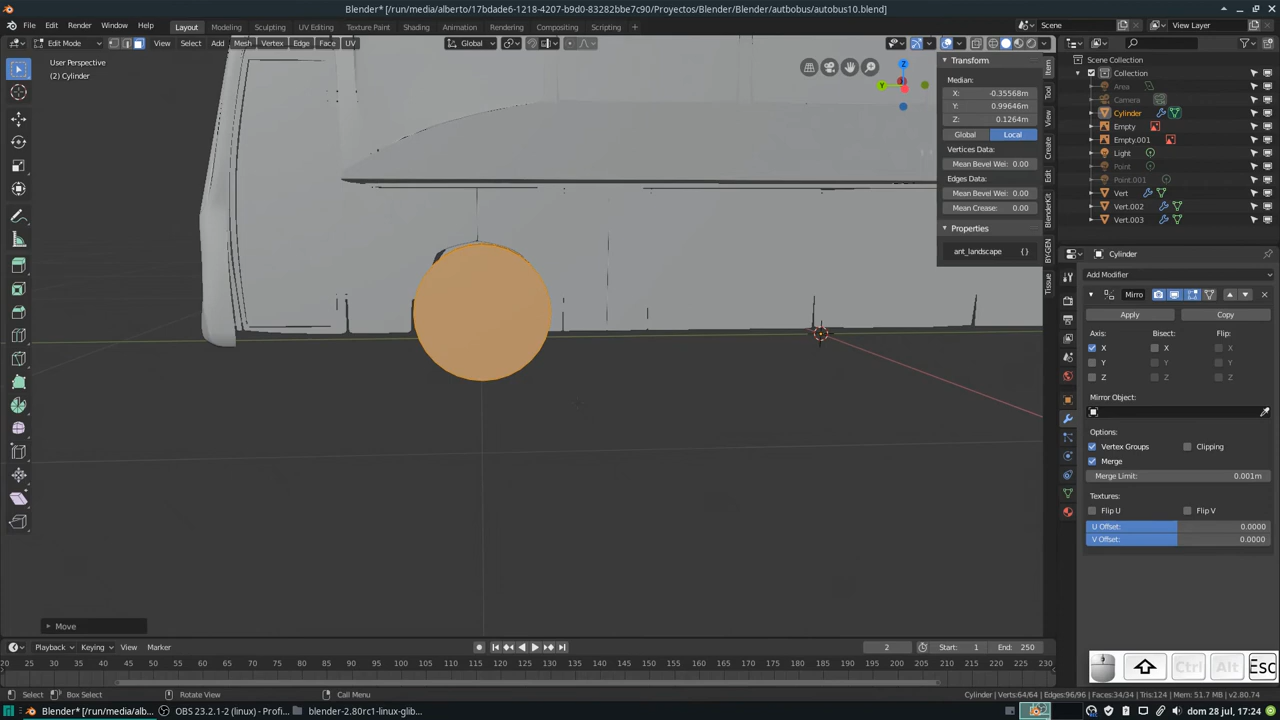 Blender* [/run/media/alberto/17bdade6-1218-4207-b9d0-83282bbe7c90/Proyectos/Blender/Blender/autbobus/autobus10.blend]
File Edit Render Window Help Layout Modeling Sculpting UV Editing Texture Paint Shading Animation Rendering Compositing Scripting Scene View Layer
Edit Mode View Select Add Mesh Vertex Edge Face UV Global
User Perspective
(2) Cylinder
Z
Y
Transform
Median:
X: -0.35568m
Y: 0.99646m
Z: 0.1264m
Global Local
Vertices Data:
Mean Bevel Wei: 0.00
Edges Data:
Mean Bevel Wei: 0.00
Mean Crease: 0.00
Properties
ant_landscape {}
Item
Tool
View
Create
Edit
BlenderKit
BY-GEN
Tissue
Scene Collection
Collection
Area
Camera
Cylinder
Empty
Empty.001
Light
Point
Point.001
Vert
Vert.002
Vert.003
Cylinder
Add Modifier
Mirro
Apply Copy
Axis: Bisect: Flip:
X X X
Y Y Y
Z Z Z
Mirror Object:
Options:
Vertex Groups Clipping
Merge
Merge Limit: 0.001m
Textures:
Flip U Flip V
U Offset: 0.0000
V Offset: 0.0000
Move
Playback Keying View Marker 2 Start: 1 End: 250
20 25 30 35 40 45 50 55 60 65 70 75 80 85 90 95 100 105 110 115 120 125 130 135 140 145 150 155 160 165 170 175 180 185 190 195 200 205 210 215 220 225 230
Ctrl Alt Esc
Select Box Select Rotate View Call Menu Cylinder | Verts:64/64 | Edges:96/96 | Faces:34/34 | Tris:124 | Mem: 51.7 MB | v2.80.74
Blender* [/run/media/alb... OBS 23.2.1-2 (linux) - Profi... blender-2.80rc1-linux-glib... dom 28 jul, 17:24